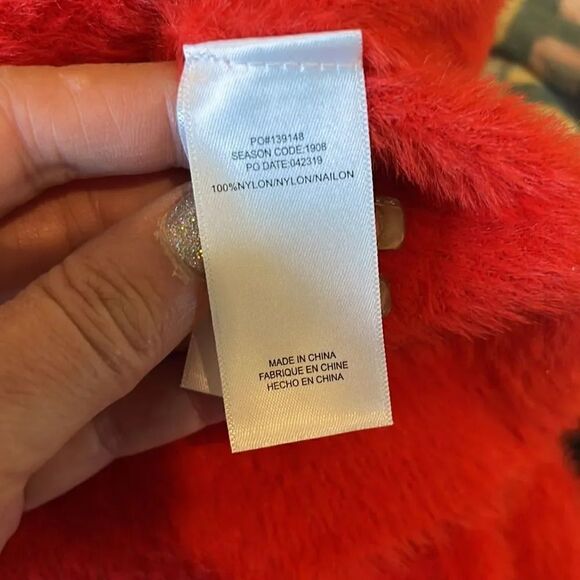 PO#139148
SEASON CODE:1908
PO DATE:042319
100%NYLON/NYLON/NAILON
MADE IN CHINA
FABRIQUE EN CHINE
HECHO EN CHINA